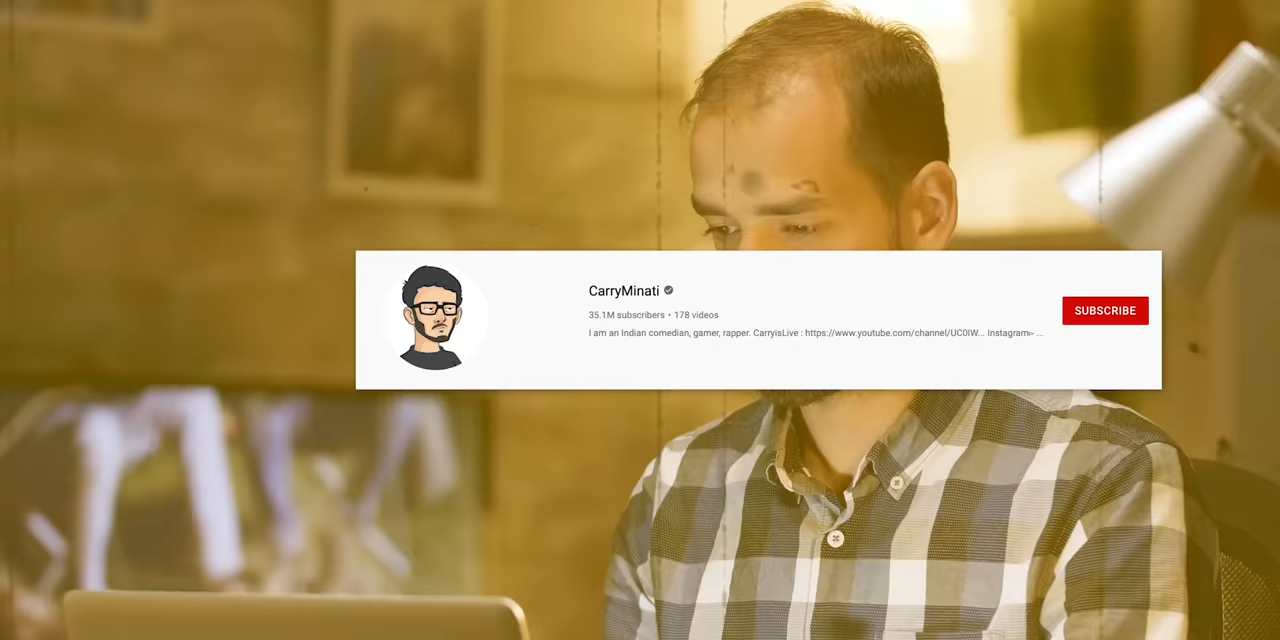 CarryMinati
35.1M subscribers • 178 videos
I am an Indian comedian, gamer, rapper. CarryisLive : https://www.youtube.com/channel/UC0IW... Instagram- ...
SUBSCRIBE